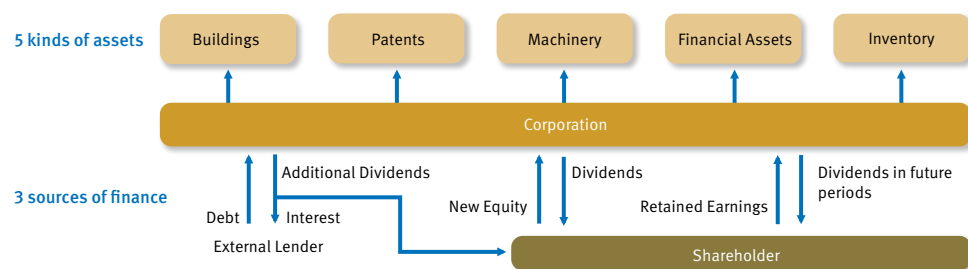 5 kinds of assets
Buildings
Patents
Machinery
Financial Assets
Inventory
Corporation
3 sources of finance
Additional Dividends
Debt
Interest
External Lender
Dividends
New Equity
Dividends in future
periods
Retained Earnings
Shareholder